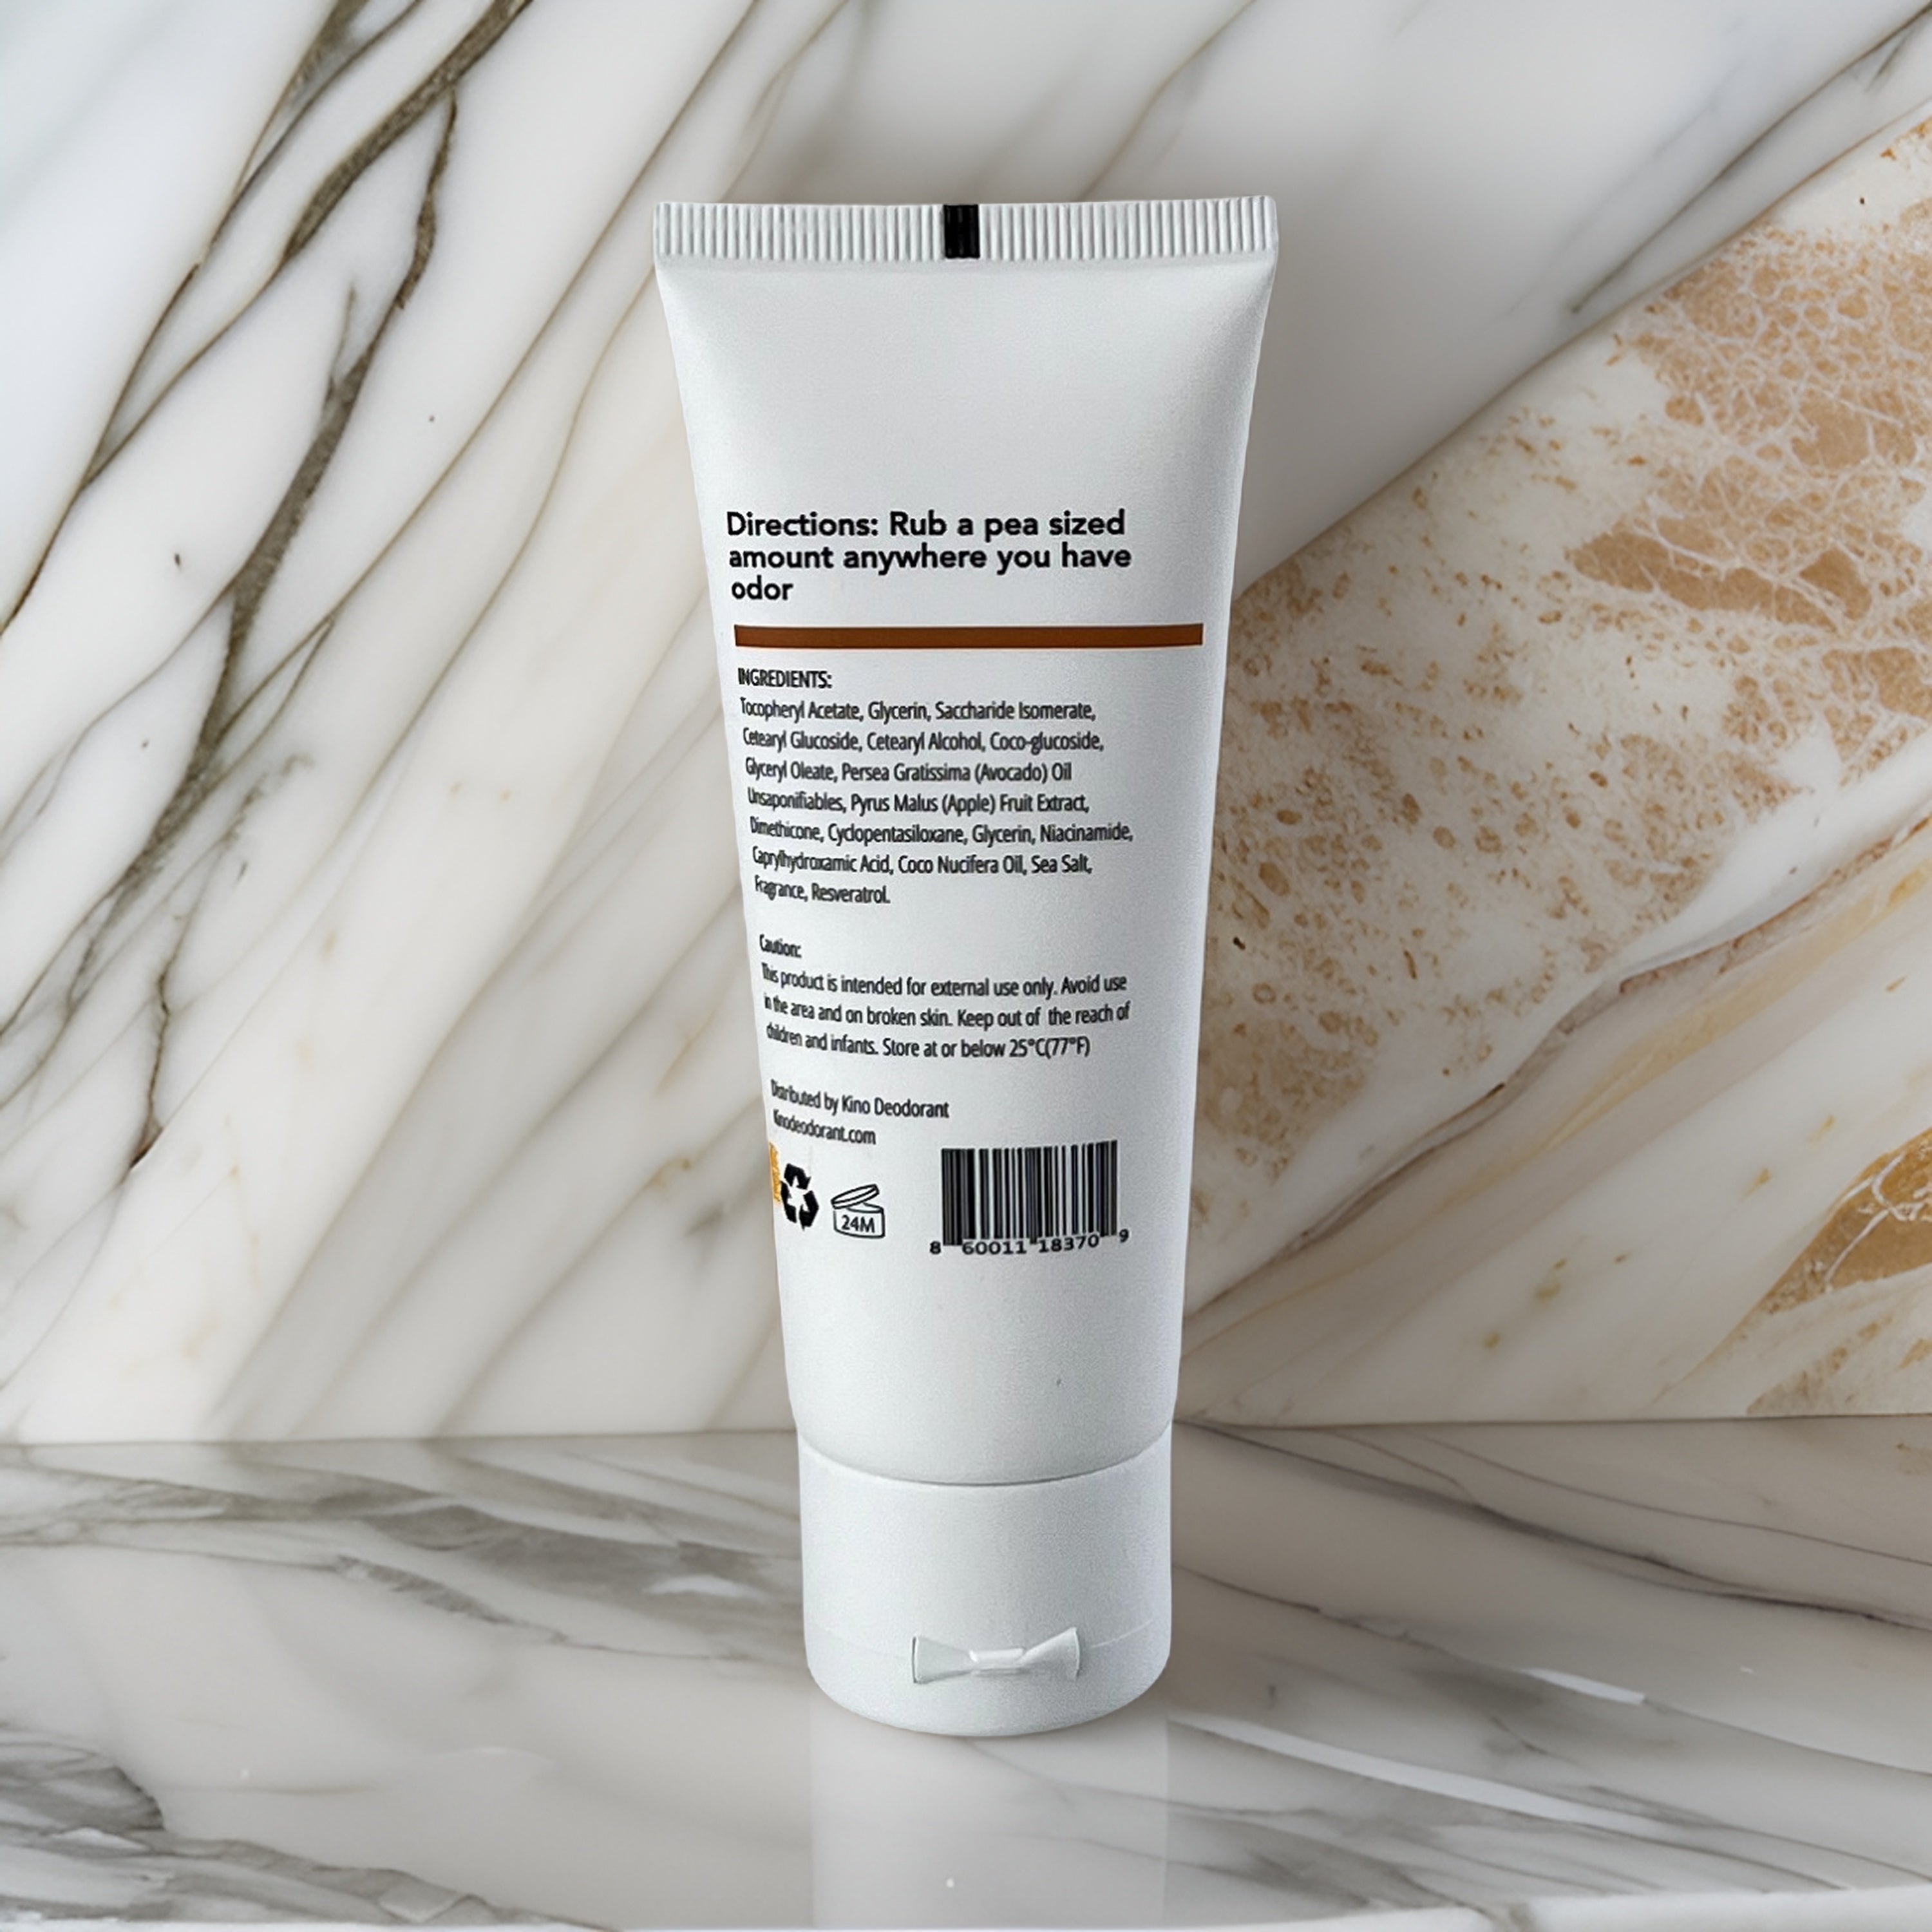 Directions: Rub a pea sized
amount anywhere you have
odor
INGREDIENTS:
Tocopheryl Acetate, Glycerin, Saccharide Isomerate,
Cetearyl Glucoside, Cetearyl Alcohol, Coco-glucoside,
Glyceryl Oleate, Persea Gratissima (Avocado) Oil
Unsaponifiables, Pyrus Malus (Apple) Fruit Extract,
Dimethicone, Cyclopentasiloxane, Glycerin, Niacinamide,
Caprylhydroxamic Acid, Coco Nucifera Oil, Sea Salt,
Fragrance, Resveratrol.
Caution:
This product is intended for external use only. Avoid use
in the area and on broken skin. Keep out of the reach of
children and infants. Store at or below 25°C(77°F)
Distributed by Kino Deodorant
Kinodeodorant.com
24M
8 60011 18370 9